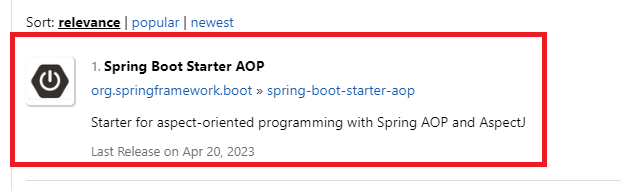 Sort: relevance | popular | newest
1. Spring Boot Starter AOP
org.springframework.boot » spring-boot-starter-aop
Starter for aspect-oriented programming with Spring AOP and AspectJ
Last Release on Apr 20, 2023